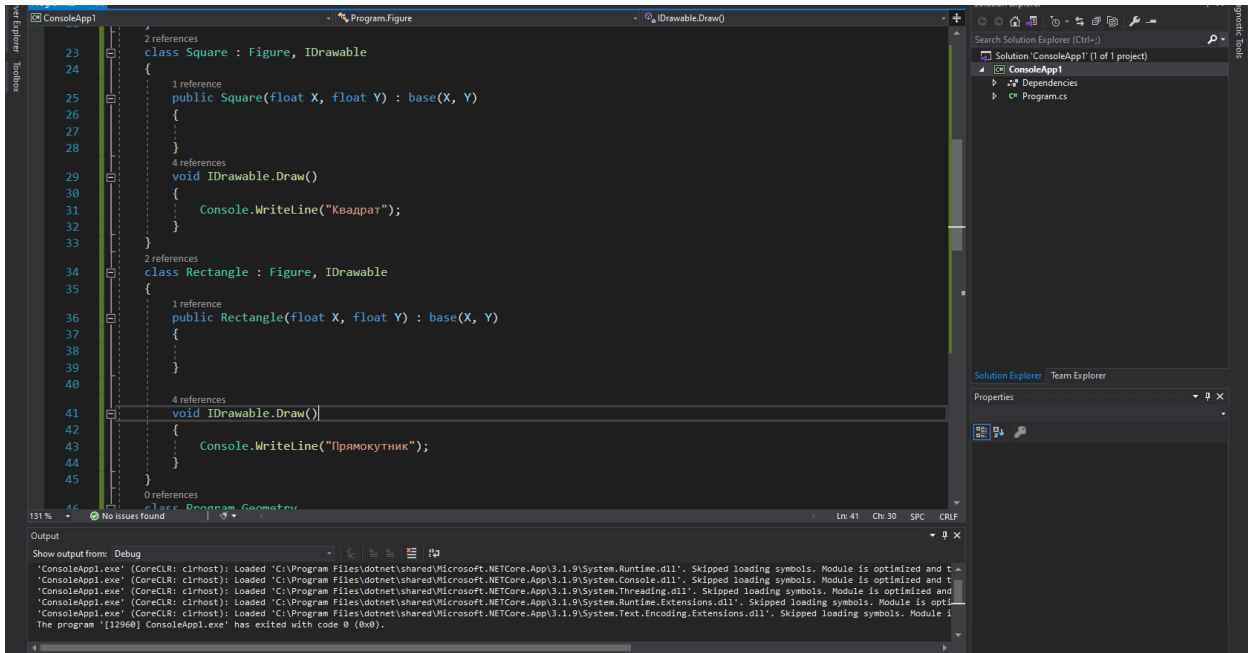 ConsoleApp1
Program.Figure
IDrawable.Draw()
Server Explorer
Toolbox
2 references
23 class Square : Figure, IDrawable
24 {
1 reference
25 public Square(float X, float Y) : base(X, Y)
26 {
27
28 }
4 references
29 void IDrawable.Draw()
30 {
31 Console.WriteLine("Квадрат");
32 }
33 }
2 references
34 class Rectangle : Figure, IDrawable
35 {
1 reference
36 public Rectangle(float X, float Y) : base(X, Y)
37 {
38
39 }
40
4 references
41 void IDrawable.Draw()
42 {
43 Console.WriteLine("Прямокутник");
44 }
45 }
0 references
46 class Program Geometry
131 %
No issues found
Ln: 41 Ch: 30 SPC CRLF
Output
Show output from: Debug
'ConsoleApp1.exe' (CoreCLR: clrhost): Loaded 'C:\Program Files\dotnet\shared\Microsoft.NETCore.App\3.1.9\System.Runtime.dll'. Skipped loading symbols. Module is optimized and t
'ConsoleApp1.exe' (CoreCLR: clrhost): Loaded 'C:\Program Files\dotnet\shared\Microsoft.NETCore.App\3.1.9\System.Console.dll'. Skipped loading symbols. Module is optimized and t
'ConsoleApp1.exe' (CoreCLR: clrhost): Loaded 'C:\Program Files\dotnet\shared\Microsoft.NETCore.App\3.1.9\System.Threading.dll'. Skipped loading symbols. Module is optimized and
'ConsoleApp1.exe' (CoreCLR: clrhost): Loaded 'C:\Program Files\dotnet\shared\Microsoft.NETCore.App\3.1.9\System.Runtime.Extensions.dll'. Skipped loading symbols. Module is opti
'ConsoleApp1.exe' (CoreCLR: clrhost): Loaded 'C:\Program Files\dotnet\shared\Microsoft.NETCore.App\3.1.9\System.Text.Encoding.Extensions.dll'. Skipped loading symbols. Module i
The program '[12960] ConsoleApp1.exe' has exited with code 0 (0x0).
Search Solution Explorer (Ctrl+;)
Solution 'ConsoleApp1' (1 of 1 project)
ConsoleApp1
Dependencies
C# Program.cs
Solution Explorer Team Explorer
Properties
Diagnostic Tools